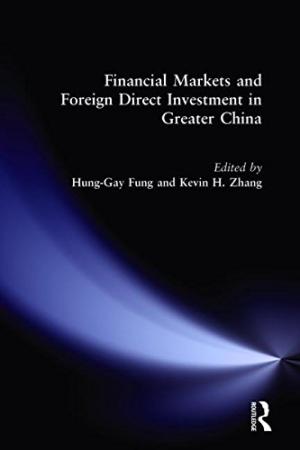 Financial Markets and
Foreign Direct Investment in
Greater China
Edited by
Hung-Gay Fung and Kevin H. Zhang
ROUTLEDGE